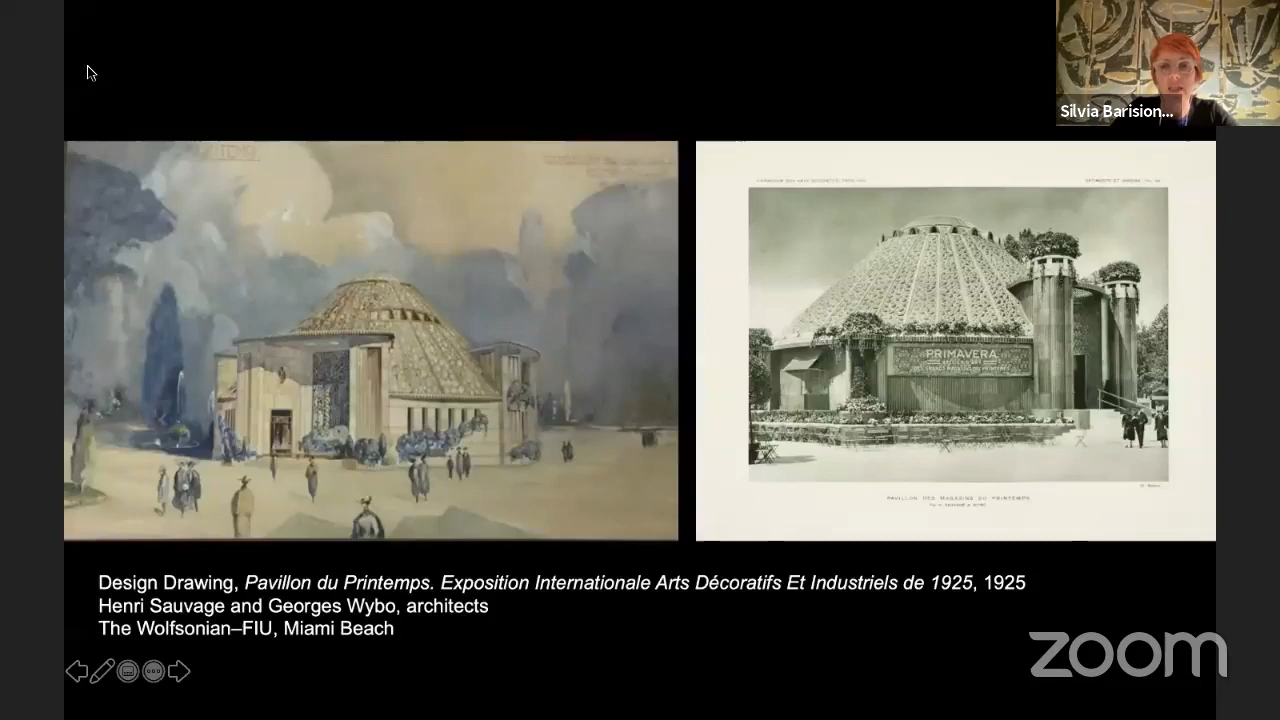 Silvia Barision...
PRIMAVERA
PAVILLON DES MAGASINS DU PRINTEMPS
Design Drawing, Pavillon du Printemps. Exposition Internationale Arts Décoratifs Et Industriels de 1925, 1925
Henri Sauvage and Georges Wybo, architects
The Wolfsonian–FIU, Miami Beach
zoom